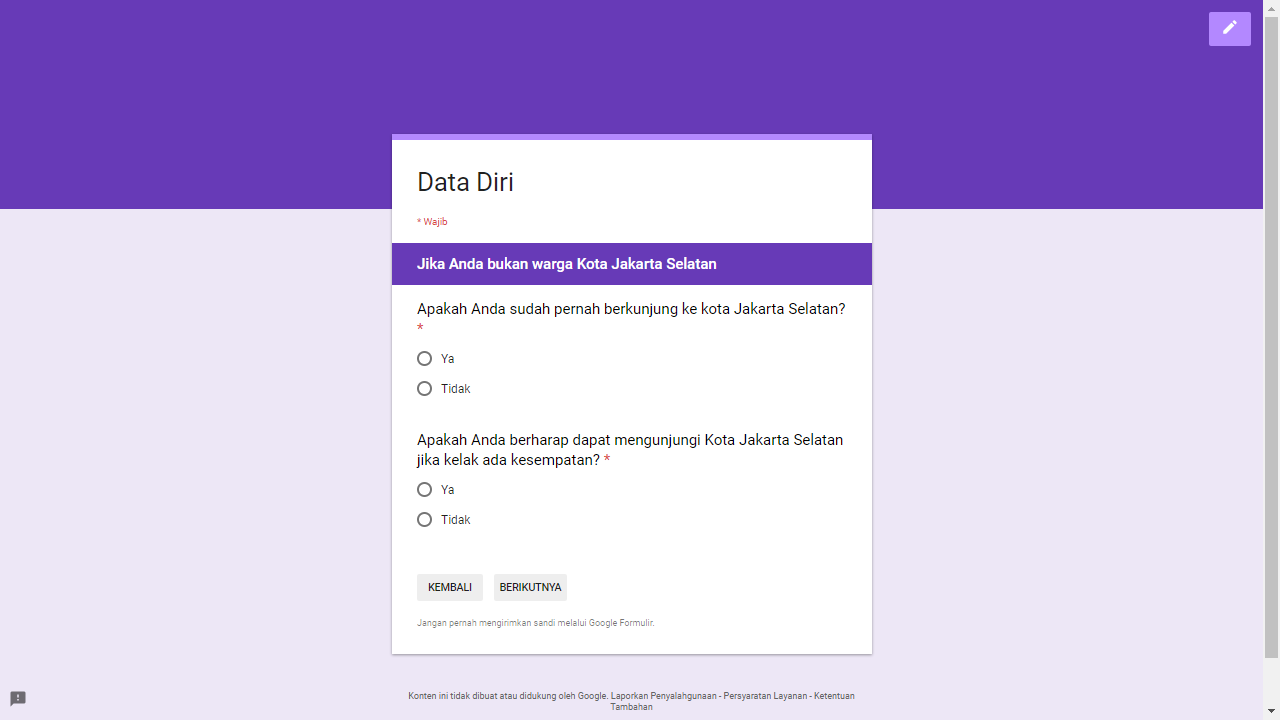 Data Diri
* Wajib
Jika Anda bukan warga Kota Jakarta Selatan
Apakah Anda sudah pernah berkunjung ke kota Jakarta Selatan?
*
Ya
Tidak
Apakah Anda berharap dapat mengunjungi Kota Jakarta Selatan
jika kelak ada kesempatan? *
Ya
Tidak
KEMBALI BERIKUTNYA
Jangan pernah mengirimkan sandi melalui Google Formulir.
Konten ini tidak dibuat atau didukung oleh Google. Laporkan Penyalahgunaan - Persyaratan Layanan - Ketentuan
Tambahan